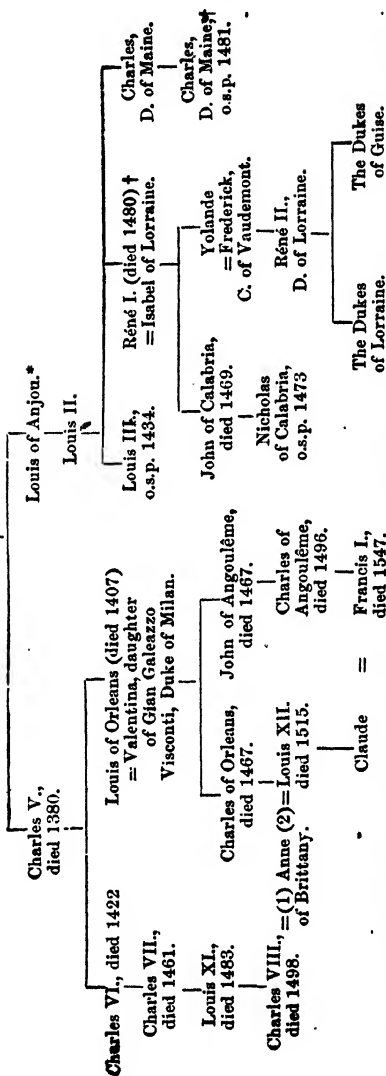 Charles V.,
died 1380.
Louis of Anjou.*
Louis II.
Charles VI., died 1422
Louis of Orleans (died 1407)
= Valentina, daughter
of Gian Galeazzo
Visconti, Duke of Milan.
Louis III.,
o.s.p. 1434.
Réné I. (died 1480) †
= Isabel of Lorraine.
Charles,
D. of Maine.
Charles VII.,
died 1461.
Charles of Orleans,
died 1467.
John of Angoulême,
died 1467.
John of Calabria,
died 1469.
Yolande
= Frederick,
C. of Vaudemont.
Charles,
D. of Maine,†
o.s.p. 1481.
Louis XI.,
died 1483.
Charles of
Angoulême,
died 1496.
Nicholas
of Calabria,
o.s.p. 1473
Réné II.,
D. of Lorraine.
Charles VIII., = (1) Anne (2) = Louis XII.
died 1498. of Brittany. died 1515.
Claude = Francis I.,
died 1547.
The Dukes
of Lorraine.
The Dukes
of Guise.